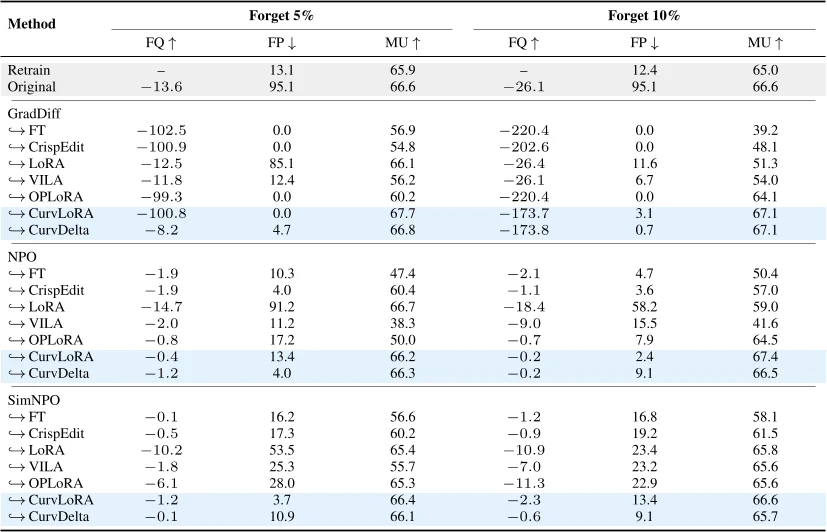 Method Forget 5% Forget 10%
FQ ↑ FP ↓ MU ↑ FQ ↑ FP ↓ MU ↑
Retrain – 13.1 65.9 – 12.4 65.0
Original −13.6 95.1 66.6 −26.1 95.1 66.6
GradDiff
↪ FT −102.5 0.0 56.9 −220.4 0.0 39.2
↪ CrispEdit −100.9 0.0 54.8 −202.6 0.0 48.1
↪ LoRA −12.5 85.1 66.1 −26.4 11.6 51.3
↪ VILA −11.8 12.4 56.2 −26.1 6.7 54.0
↪ OPLoRA −99.3 0.0 60.2 −220.4 0.0 64.1
↪ CurvLoRA −100.8 0.0 67.7 −173.7 3.1 67.1
↪ CurvDelta −8.2 4.7 66.8 −173.8 0.7 67.1
NPO
↪ FT −1.9 10.3 47.4 −2.1 4.7 50.4
↪ CrispEdit −1.9 4.0 60.4 −1.1 3.6 57.0
↪ LoRA −14.7 91.2 66.7 −18.4 58.2 59.0
↪ VILA −2.0 11.2 38.3 −9.0 15.5 41.6
↪ OPLoRA −0.8 17.2 50.0 −0.7 7.9 64.5
↪ CurvLoRA −0.4 13.4 66.2 −0.2 2.4 67.4
↪ CurvDelta −1.2 4.0 66.3 −0.2 9.1 66.5
SimNPO
↪ FT −0.1 16.2 56.6 −1.2 16.8 58.1
↪ CrispEdit −0.5 17.3 60.2 −0.9 19.2 61.5
↪ LoRA −10.2 53.5 65.4 −10.9 23.4 65.8
↪ VILA −1.8 25.3 55.7 −7.0 23.2 65.6
↪ OPLoRA −6.1 28.0 65.3 −11.3 22.9 65.6
↪ CurvLoRA −1.2 3.7 66.4 −2.3 13.4 66.6
↪ CurvDelta −0.1 10.9 66.1 −0.6 9.1 65.7